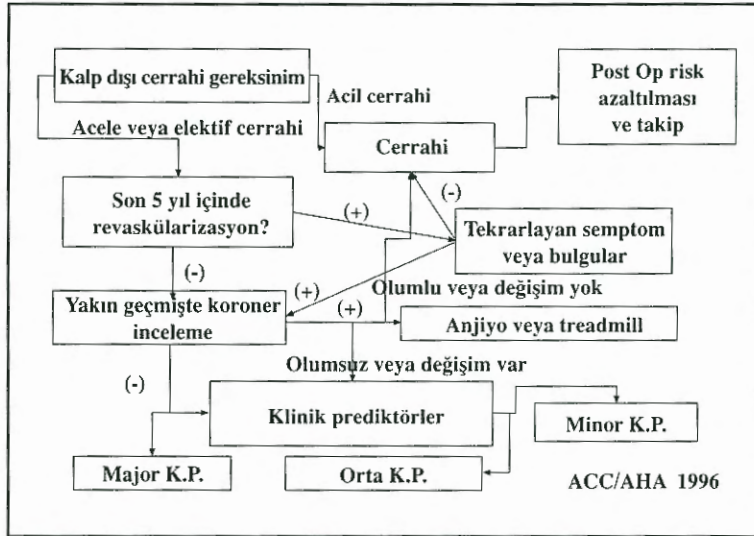 Kalp dışı cerrahi gereksinim
Acil cerrahi
Post Op risk
azaltılması
ve takip
Acele veya elektif cerrahi
Cerrahi
Son 5 yıl içinde
revaskülarizasyon?
(+)
(-)
Tekrarlayan semptom
veya bulgular
(-)
(+)
Olumlu veya değişim yok
Yakın geçmişte koroner
inceleme
(+)
Anjiyo veya treadmill
Olumsuz veya değişim var
(-)
Klinik prediktörler
Minor K.P.
Major K.P.
Orta K.P.
ACC/AHA 1996